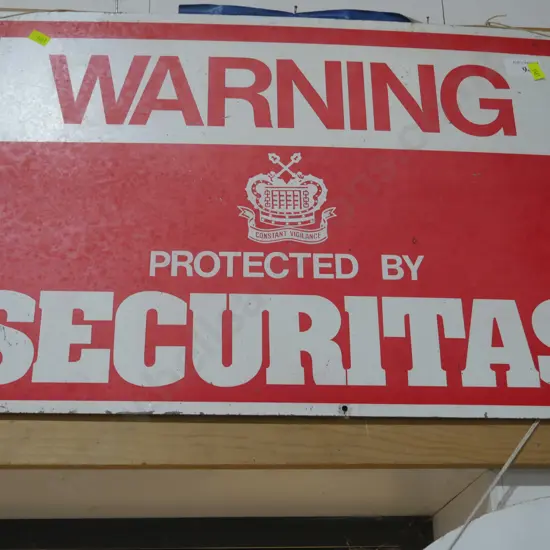 WARNING
CONSTANT VIGILANCE
PROTECTED BY
SECURITAS